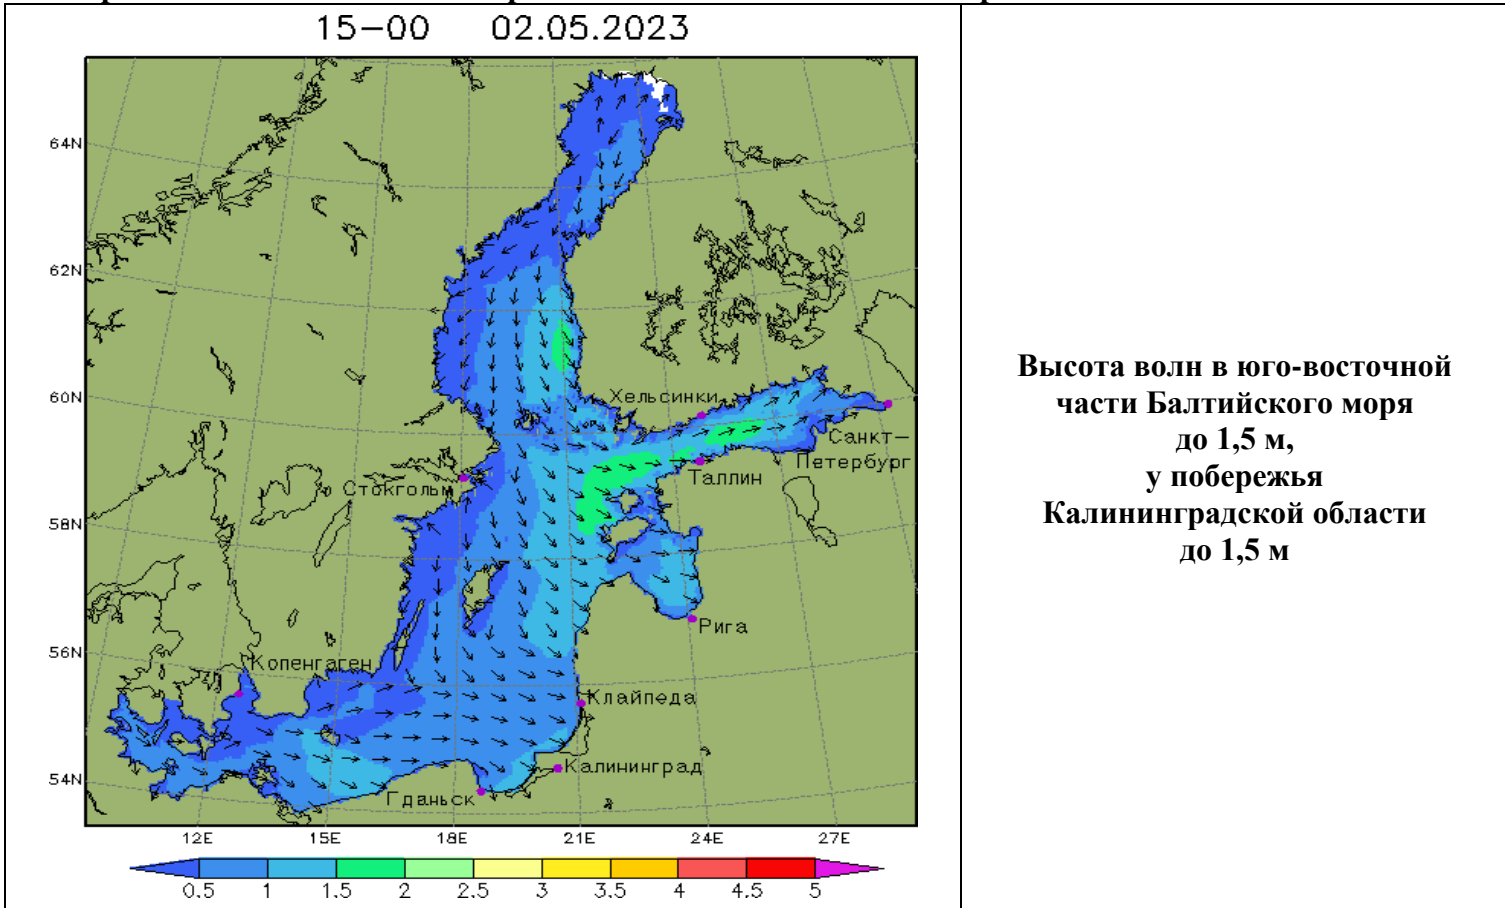 15-00 02.05.2023
64N
62N
60N
58N
56N
54N
Хельсинки
Санкт-
Петербург
Таллин
Стокгольм
Рига
Копенгаген
Клайпеда
Калининград
Гданьск
12E 15E 18E 21E 24E 27E
0.5 1 1.5 2 2.5 3 3.5 4 4.5 5
Высота волн в юго-восточной
части Балтийского моря
до 1,5 м,
у побережья
Калининградской области
до 1,5 м